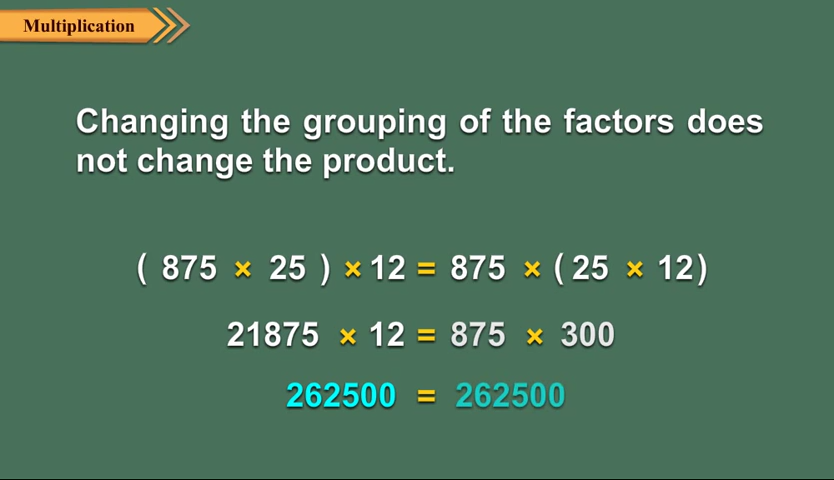 Multiplication
Changing the grouping of the factors does
not change the product.
( 875 × 25 ) × 12 = 875 × ( 25 × 12)
21875 × 12 = 875 × 300
262500 = 262500